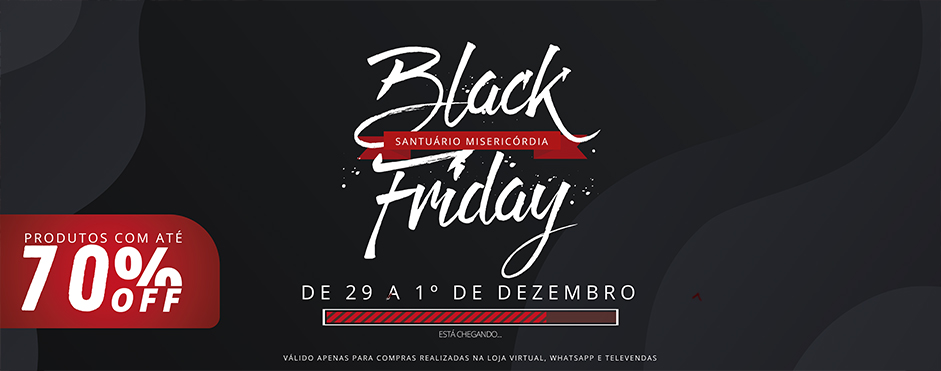 Black
SANTUÁRIO MISERICÓRDIA
Friday
PRODUTOS COM ATÉ
70%
OFF
DE 29 A 1º DE DEZEMBRO
ESTÁ CHEGANDO...
VÁLIDO APENAS PARA COMPRAS REALIZADAS NA LOJA VIRTUAL, WHATSAPP E TELEVENDAS